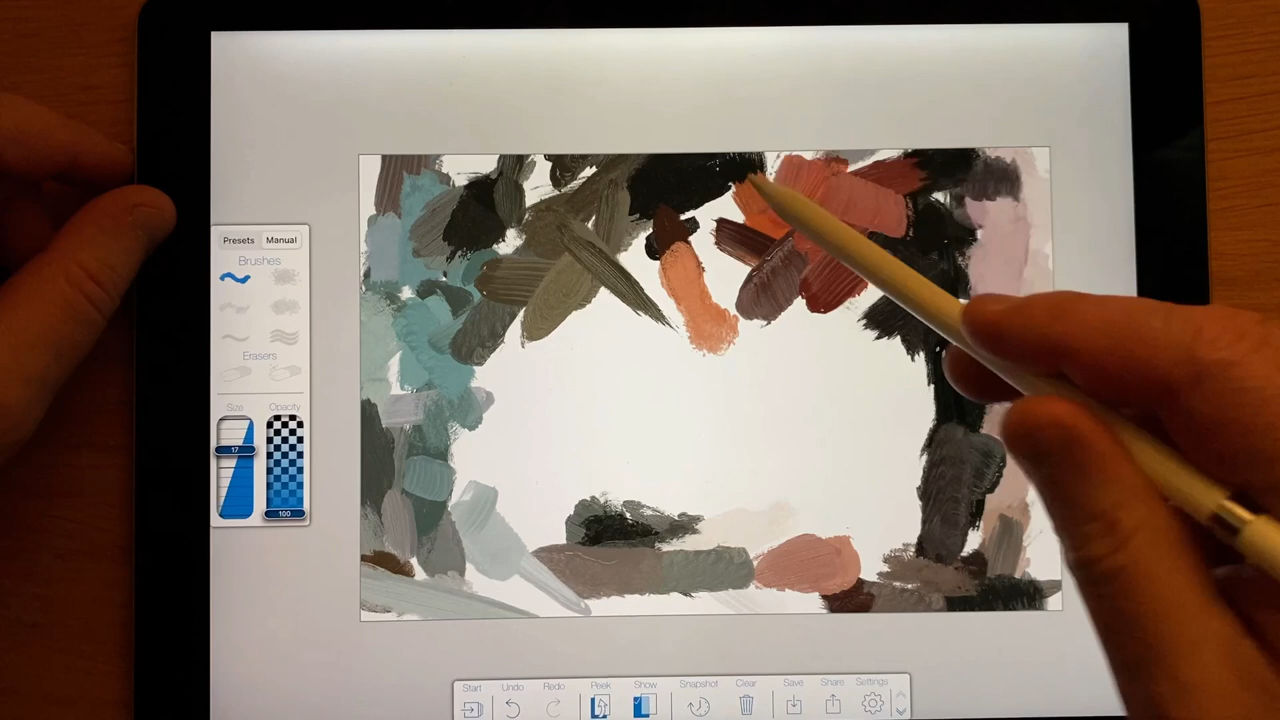 Presets Manual
Brushes
Erasers
Size Opacity
17
100
Start Undo Redo Peek Show Snapshot Clear Save Share Settings